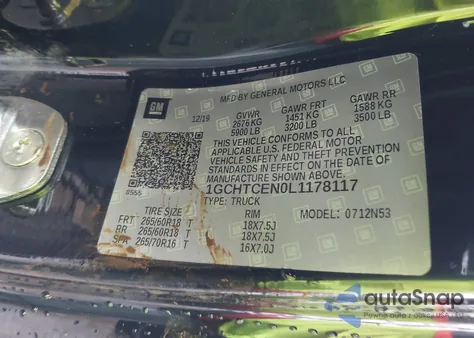 MFD BY GENERAL MOTORS LLC
GM
12/19
GVWR GAWR FRT GAWR RR
2676 KG 1451 KG 1588 KG
5900 LB 3200 LB 3500 LB
THIS VEHICLE CONFORMS TO ALL
APPLICABLE U.S. FEDERAL MOTOR
VEHICLE SAFETY AND THEFT PREVENTION
STANDARDS IN EFFECT ON THE DATE OF
MANUFACTURE SHOWN ABOVE.
1GCHTCEN0L1178117
8555
TYPE: TRUCK
TIRE SIZE RIM MODEL: 0712N53
FRT 265/60R18 T 18X7.5J
RR 265/60R18 T 18X7.5J
SPA 265/70R16 T 16X7.0J
autoSnap